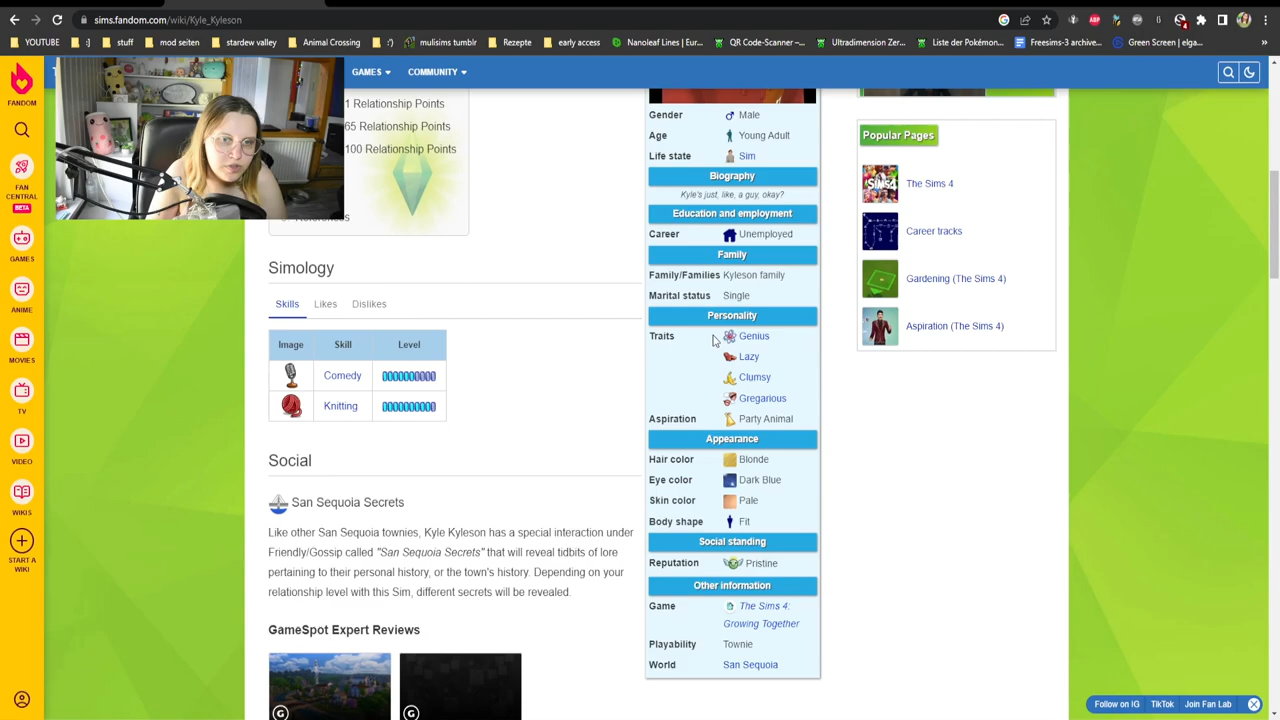 sims.fandom.com/wiki/Kyle_Kyleson
YOUTUBE :) stuff mod seiten stardew valley Animal Crossing :') mulisims tumblr Rezepte early access Nanoleaf Lines | Eur... QR Code-Scanner –... Ultradimension Zer... Liste der Pokémon... Freesims-3 archive... Green Screen | elga...
GAMES COMMUNITY
FANDOM
FAN CENTRAL
BETA
GAMES
ANIME
MOVIES
TV
VIDEO
WIKIS
START A WIKI
1 Relationship Points
65 Relationship Points
100 Relationship Points
References
Simology
Skills Likes Dislikes
Image Skill Level
Comedy
Knitting
Social
San Sequoia Secrets
Like other San Sequoia townies, Kyle Kyleson has a special interaction under
Friendly/Gossip called "San Sequoia Secrets" that will reveal tidbits of lore
pertaining to their personal history, or the town's history. Depending on your
relationship level with this Sim, different secrets will be revealed.
GameSpot Expert Reviews
Gender Male
Age Young Adult
Life state Sim
Biography
Kyle's just, like, a guy, okay?
Education and employment
Career Unemployed
Family
Family/Families Kyleson family
Marital status Single
Personality
Traits Genius
Lazy
Clumsy
Gregarious
Aspiration Party Animal
Appearance
Hair color Blonde
Eye color Dark Blue
Skin color Pale
Body shape Fit
Social standing
Reputation Pristine
Other information
Game The Sims 4:
Growing Together
Playability Townie
World San Sequoia
Popular Pages
The Sims 4
Career tracks
Gardening (The Sims 4)
Aspiration (The Sims 4)
Follow on IG TikTok Join Fan Lab